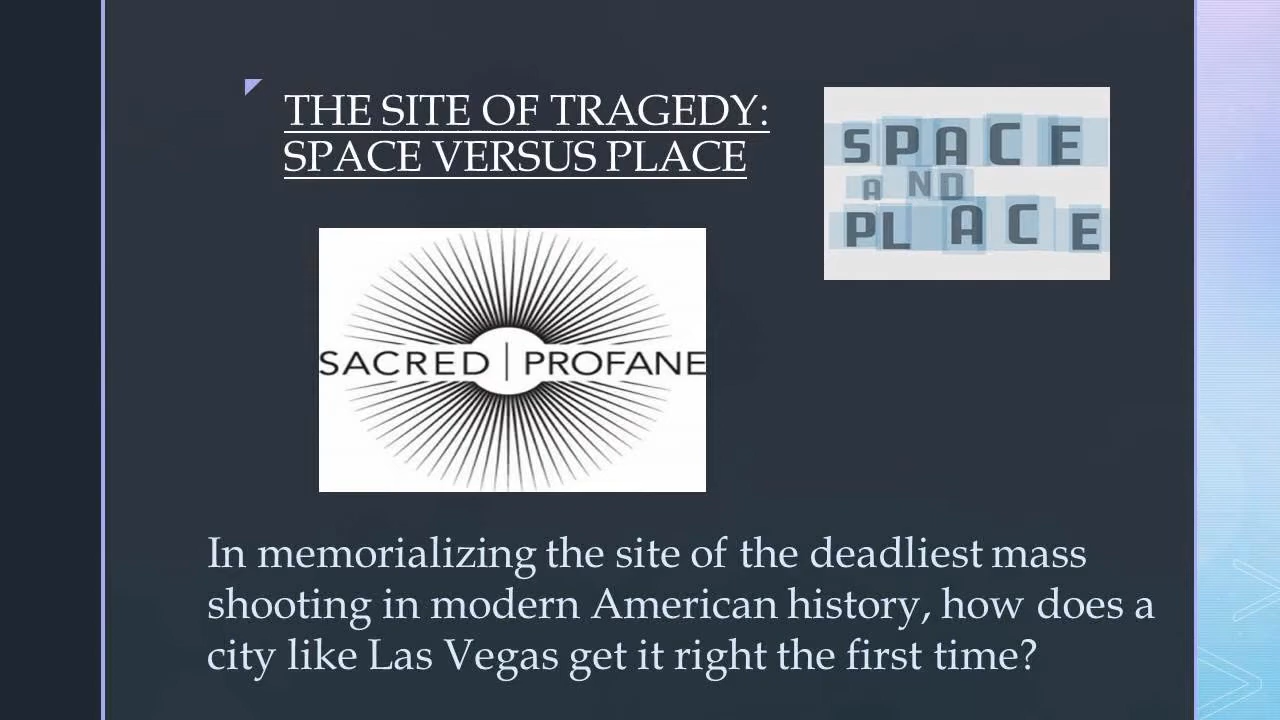 THE SITE OF TRAGEDY:
SPACE VERSUS PLACE
SPACE
AND
PLACE
SACRED | PROFANE
In memorializing the site of the deadliest mass
shooting in modern American history, how does a
city like Las Vegas get it right the first time?